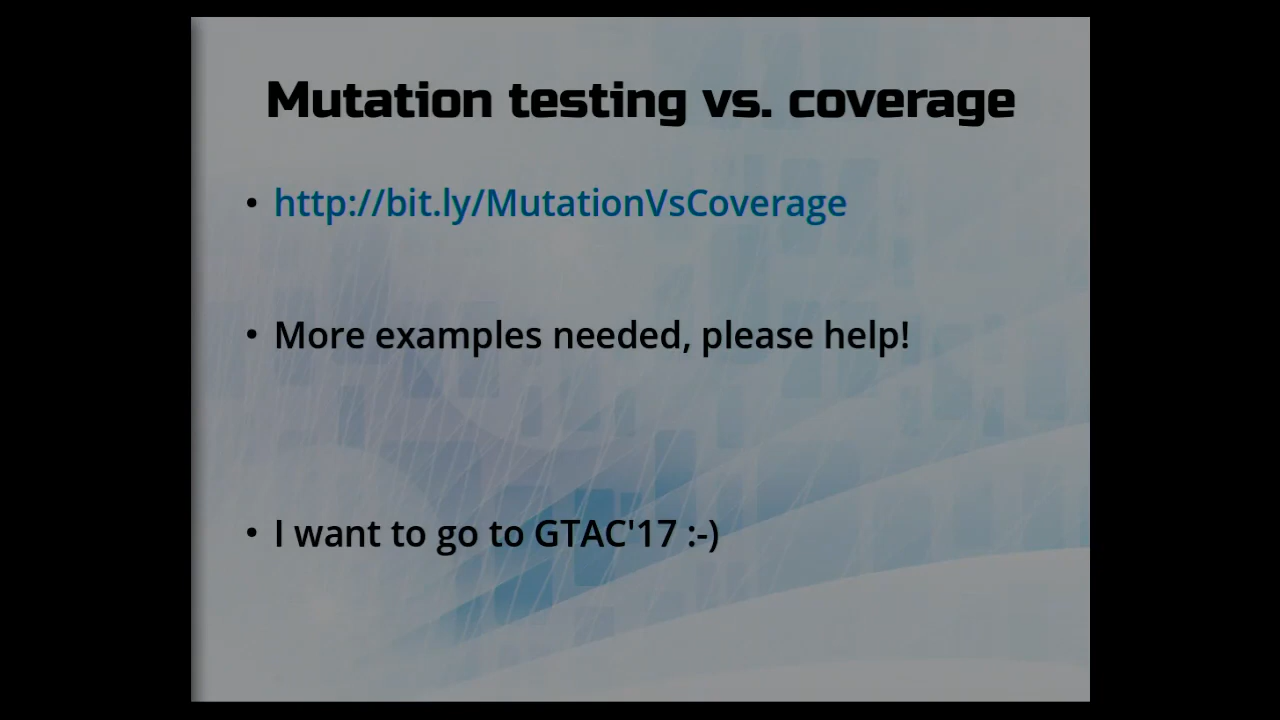 Mutation testing vs. coverage
• http://bit.ly/MutationVsCoverage
• More examples needed, please help!
• I want to go to GTAC'17 :-)